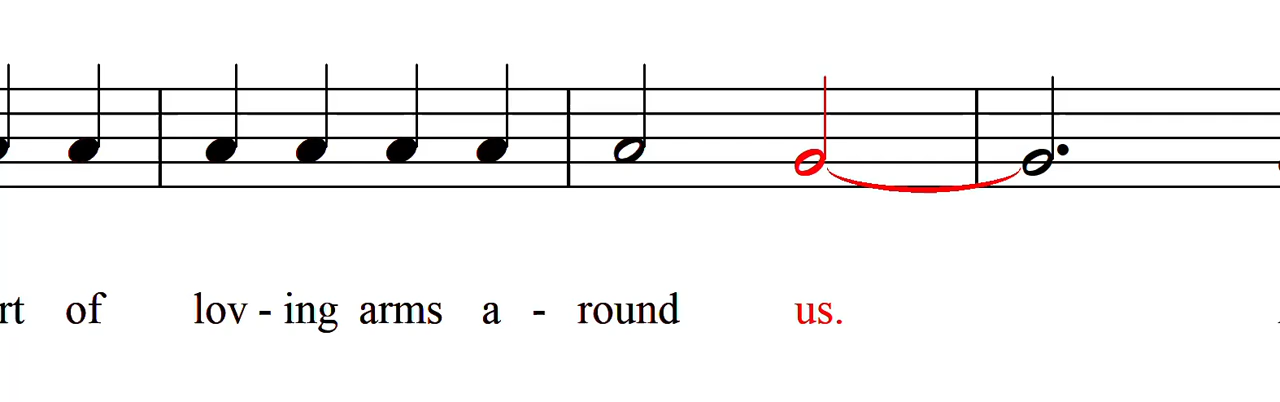 of lov - ing arms a - round us.